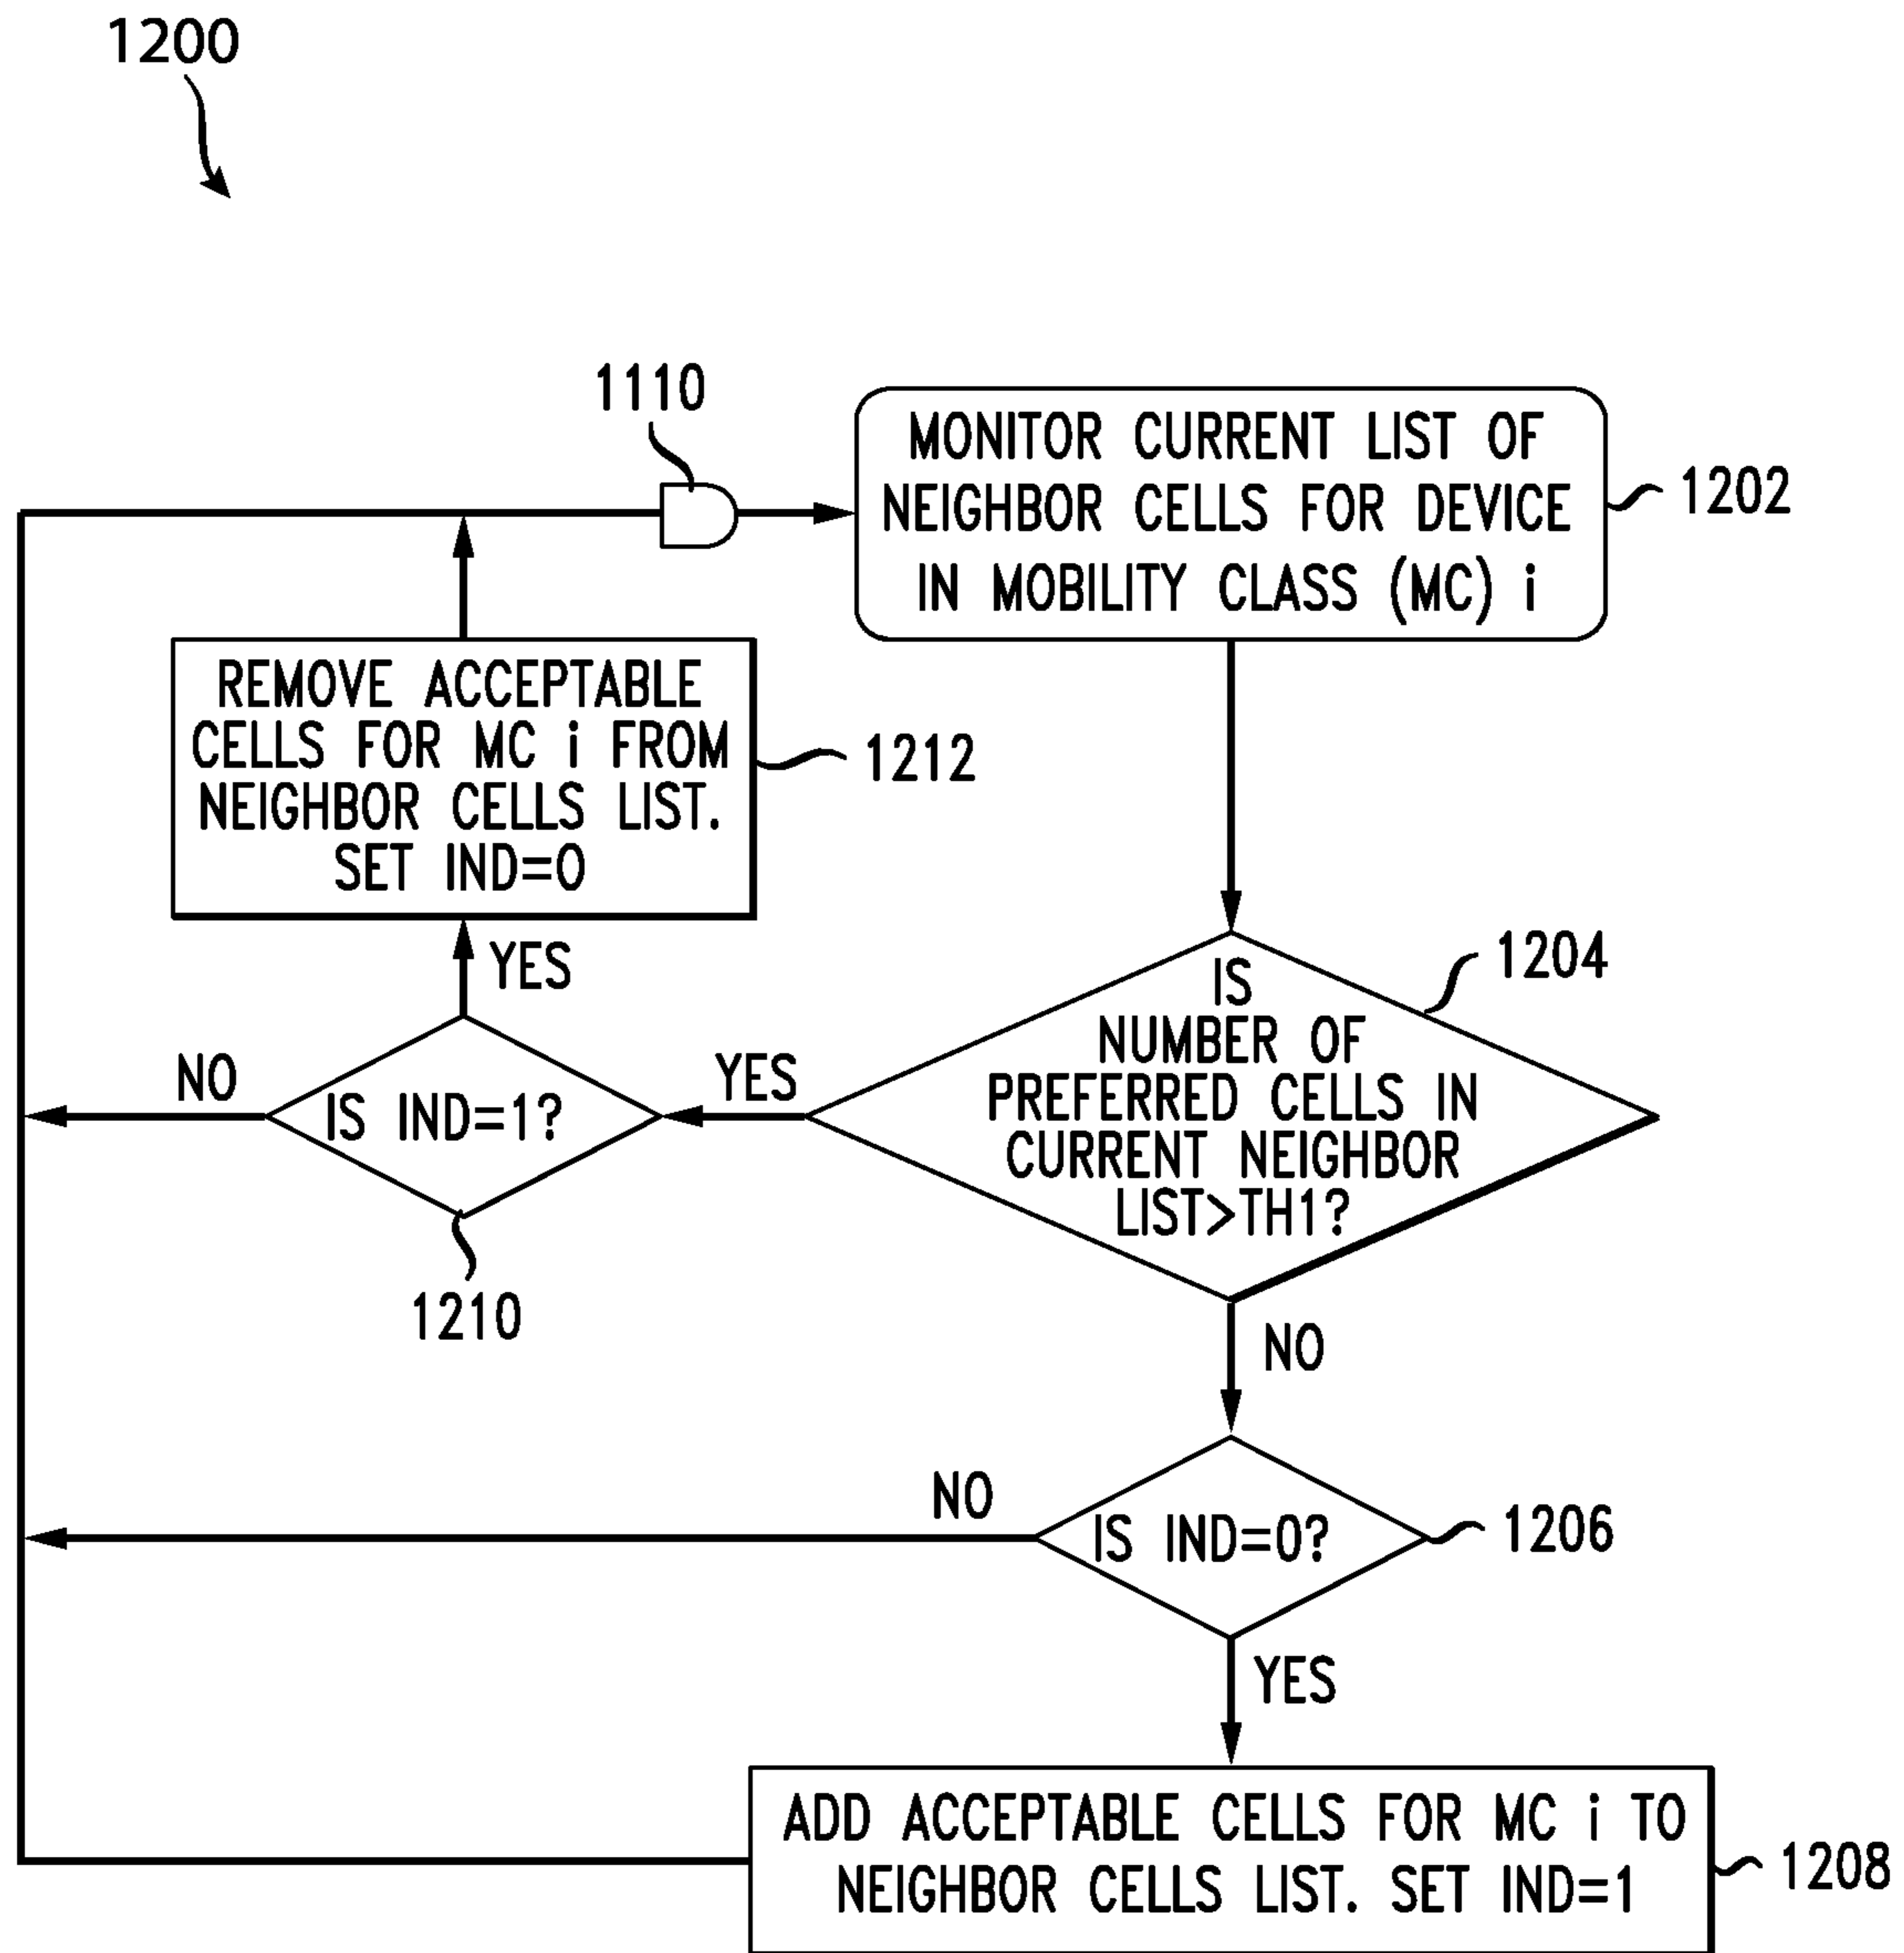 1200
1110
MONITOR CURRENT LIST OF
NEIGHBOR CELLS FOR DEVICE
IN MOBILITY CLASS (MC) i
1202
REMOVE ACCEPTABLE
CELLS FOR MC i FROM
NEIGHBOR CELLS LIST.
SET IND=0
1212
YES
IS
NUMBER OF
PREFERRED CELLS IN
CURRENT NEIGHBOR
LIST>TH1?
1204
NO
IS IND=1?
YES
1210
NO
NO
IS IND=0?
1206
YES
ADD ACCEPTABLE CELLS FOR MC i TO
NEIGHBOR CELLS LIST. SET IND=1
1208